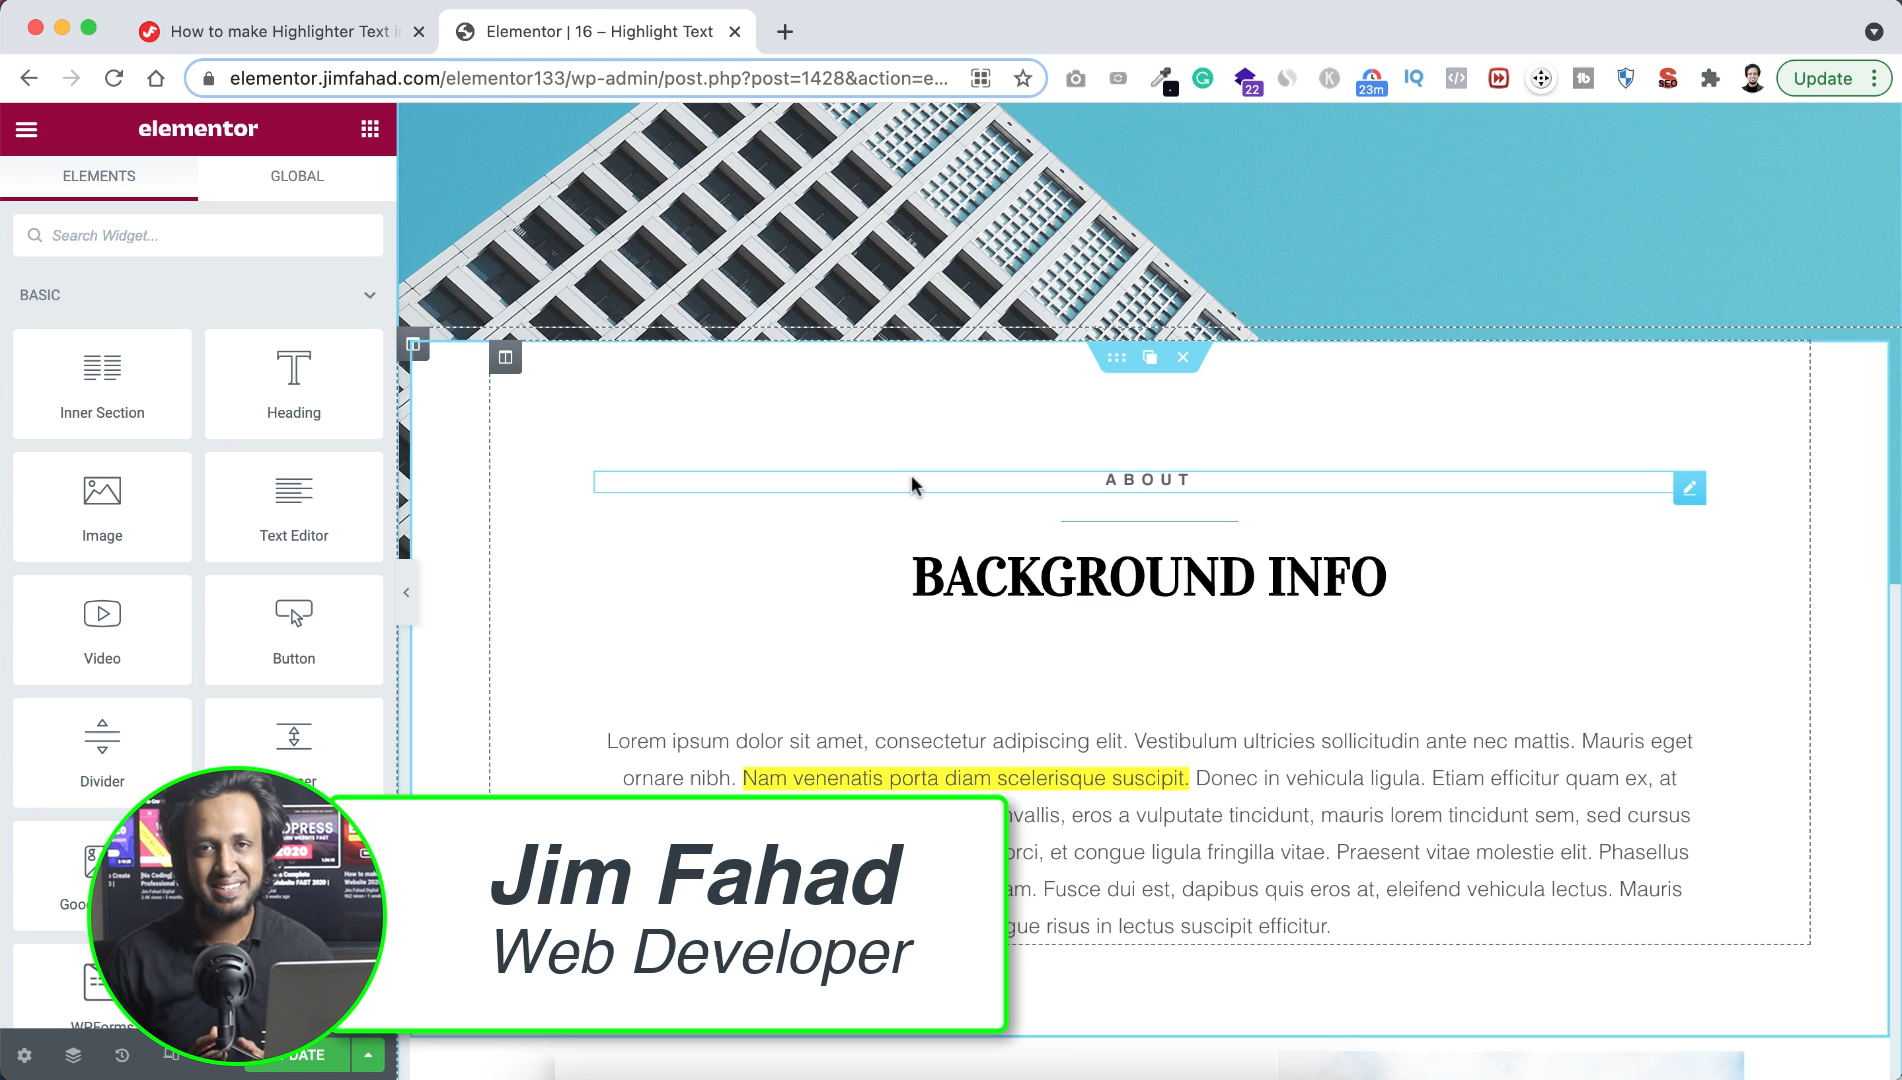 How to make Highlighter Text in
Elementor | 16 – Highlight Text
elementor.jimfahad.com/elementor133/wp-admin/post.php?post=1428&action=e...
22
23m
IQ
SEO
Update
elementor
ELEMENTS
GLOBAL
Search Widget...
BASIC
Inner Section
Heading
Image
Text Editor
Video
Button
Divider
WPForms
ABOUT
BACKGROUND INFO
Lorem ipsum dolor sit amet, consectetur adipiscing elit. Vestibulum ultricies sollicitudin ante nec mattis. Mauris eget
ornare nibh. Nam venenatis porta diam scelerisque suscipit. Donec in vehicula ligula. Etiam efficitur quam ex, at
eros a vulputate tincidunt, mauris lorem tincidunt sem, sed cursus
et congue ligula fringilla vitae. Praesent vitae molestie elit. Phasellus
Fusce dui est, dapibus quis eros at, eleifend vehicula lectus. Mauris
risus in lectus suscipit efficitur.
Jim Fahad
Web Developer